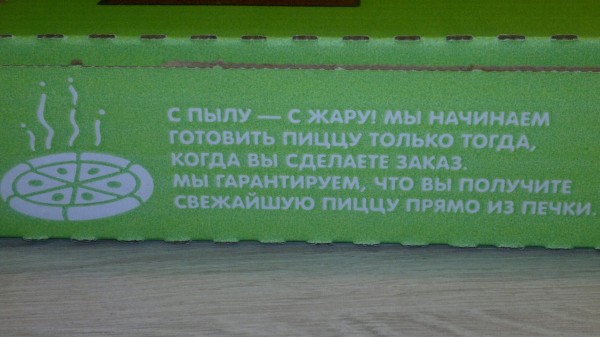 С ПЫЛУ — С ЖАРУ! МЫ НАЧИНАЕМ
ГОТОВИТЬ ПИЦЦУ ТОЛЬКО ТОГДА,
КОГДА ВЫ СДЕЛАЕТЕ ЗАКАЗ.
МЫ ГАРАНТИРУЕМ, ЧТО ВЫ ПОЛУЧИТЕ
СВЕЖАЙШУЮ ПИЦЦУ ПРЯМО ИЗ ПЕЧКИ.